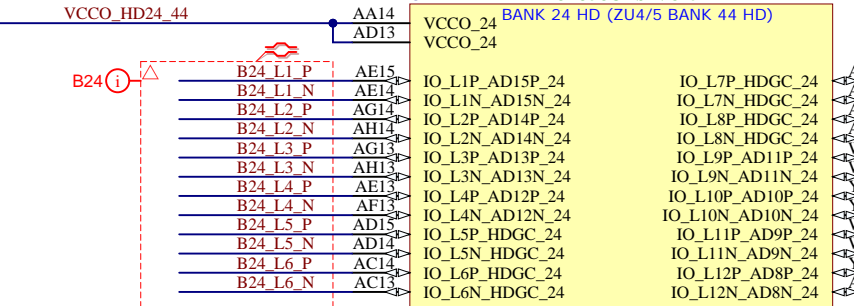 VCCO_HD24_44 AA14 VCCO_24 BANK 24 HD (ZU4/5 BANK 44 HD)
AD13 VCCO_24
B24 i
B24_L1_P AE15 IO_L1P_AD15P_24 IO_L7P_HDGC_24
B24_L1_N AE14 IO_L1N_AD15N_24 IO_L7N_HDGC_24
B24_L2_P AG14 IO_L2P_AD14P_24 IO_L8P_HDGC_24
B24_L2_N AH14 IO_L2N_AD14N_24 IO_L8N_HDGC_24
B24_L3_P AG13 IO_L3P_AD13P_24 IO_L9P_AD11P_24
B24_L3_N AH13 IO_L3N_AD13N_24 IO_L9N_AD11N_24
B24_L4_P AE13 IO_L4P_AD12P_24 IO_L10P_AD10P_24
B24_L4_N AF13 IO_L4N_AD12N_24 IO_L10N_AD10N_24
B24_L5_P AD15 IO_L5P_HDGC_24 IO_L11P_AD9P_24
B24_L5_N AD14 IO_L5N_HDGC_24 IO_L11N_AD9N_24
B24_L6_P AC14 IO_L6P_HDGC_24 IO_L12P_AD8P_24
B24_L6_N AC13 IO_L6N_HDGC_24 IO_L12N_AD8N_24